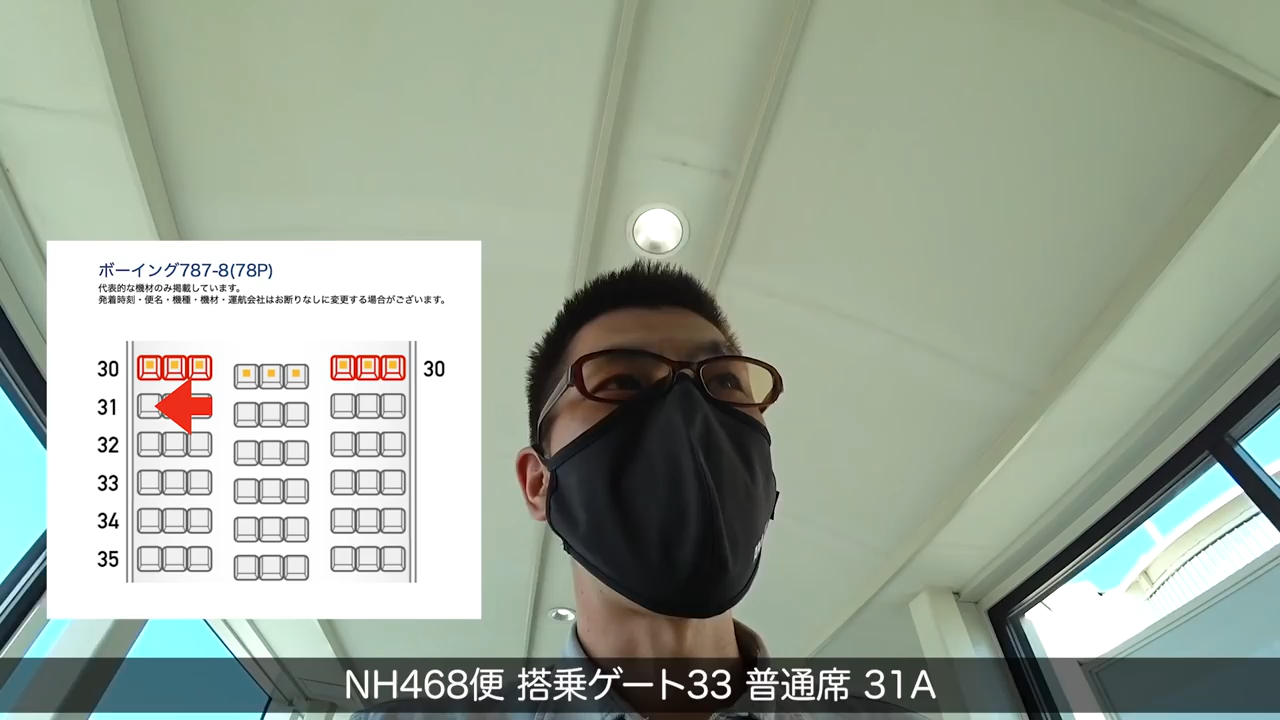 ボーイング787-8(78P)
代表的な機材のみ掲載しています。
発着時刻・便名・機種・機材・運航会社はお断りなしに変更する場合がございます。
30 30
31
32
33
34
35
NH468便 搭乗ゲート33 普通席 31A